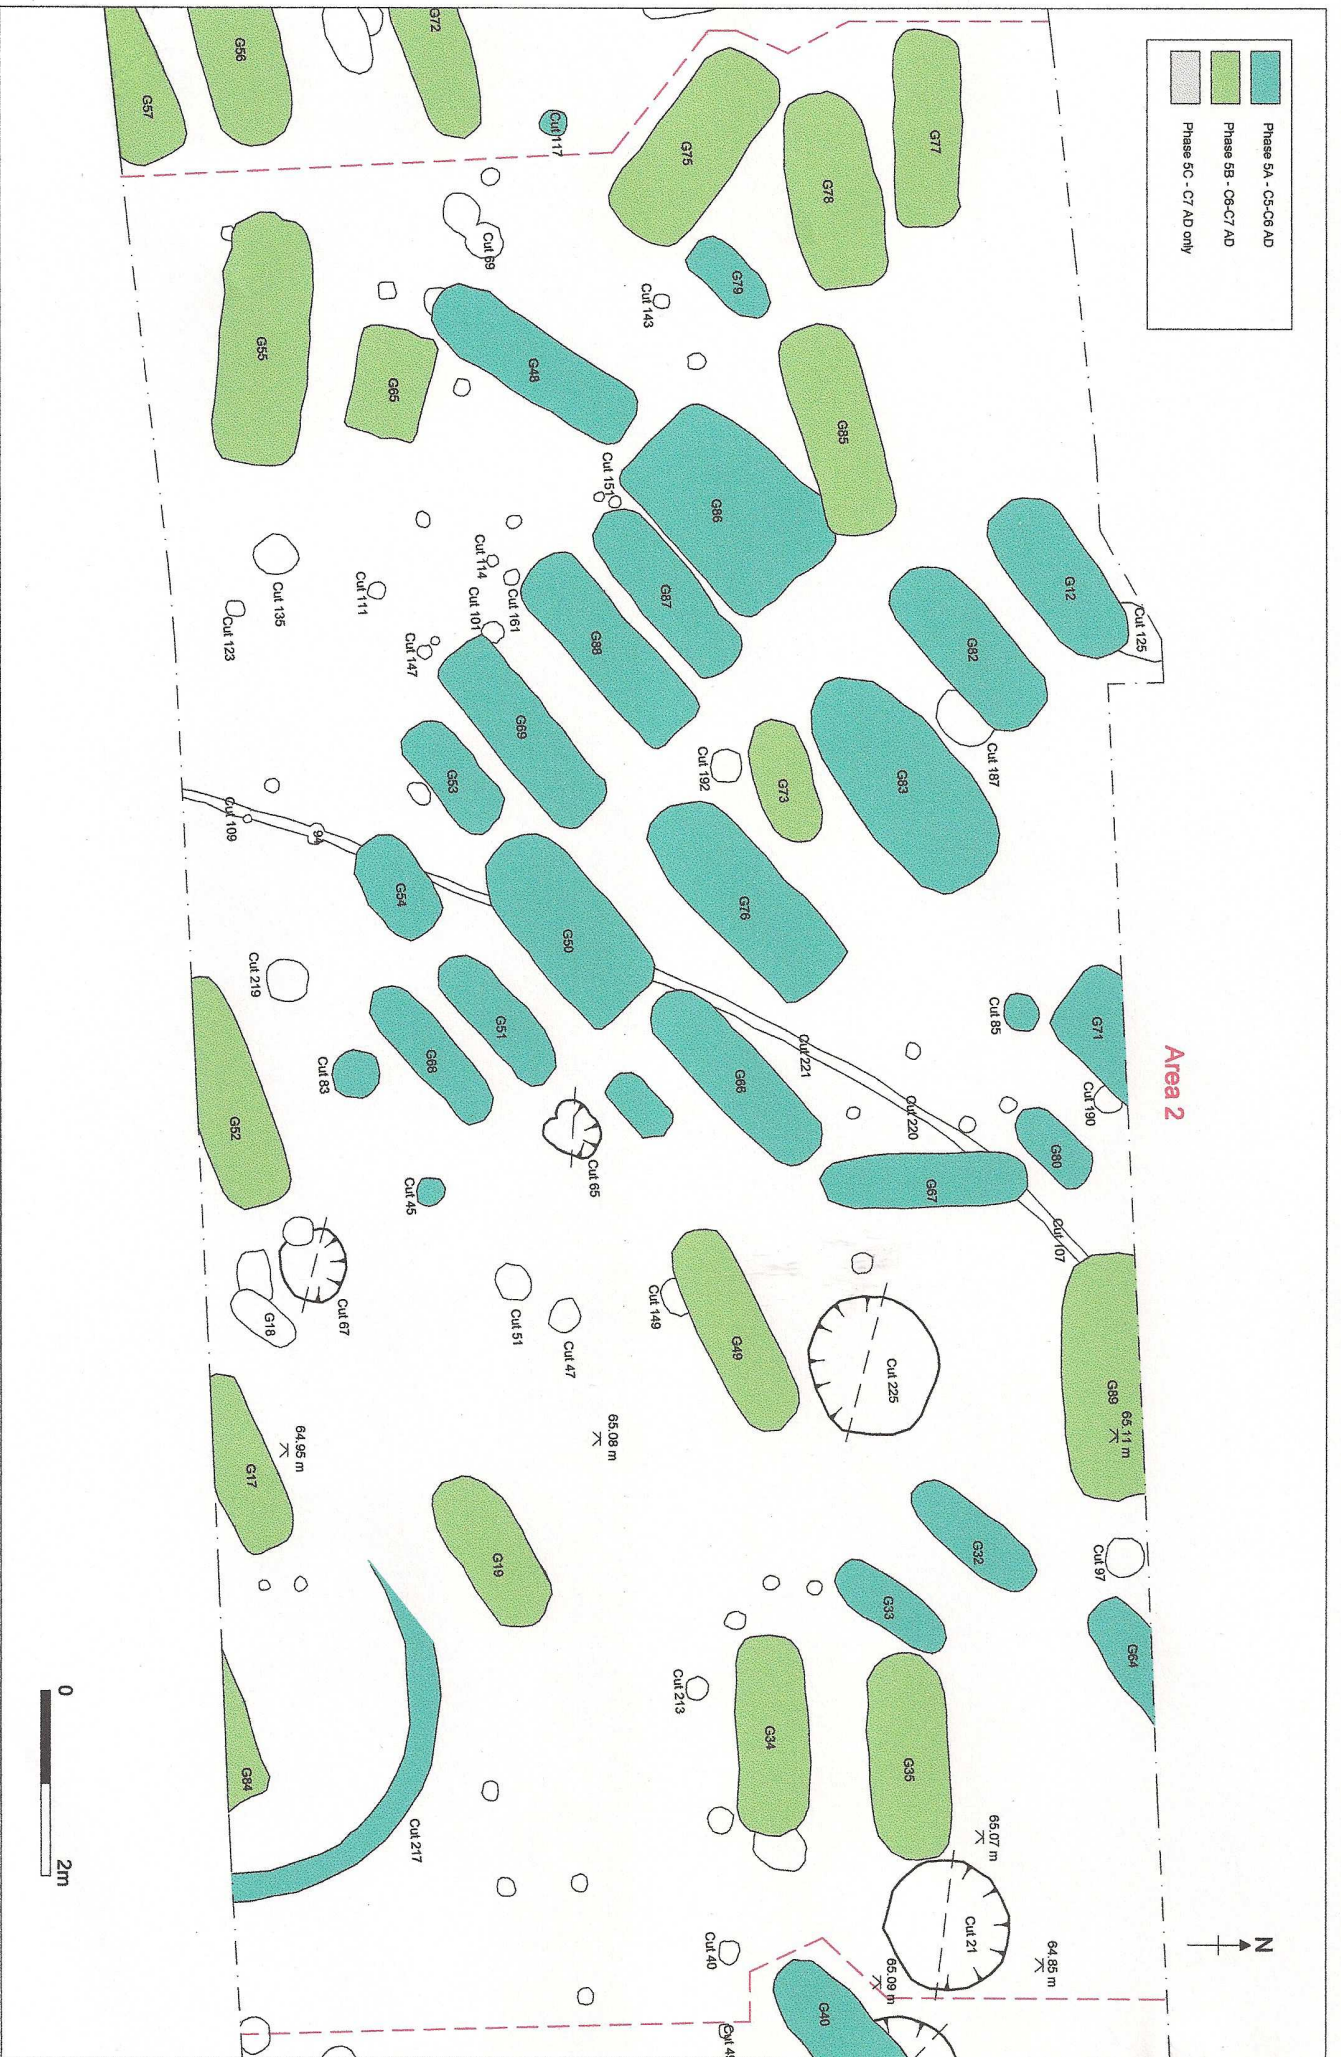 Phase 5A - C5-C6 AD
Phase 5B - C6-C7 AD
Phase 5C - C7 AD only
Area 2
N
0
2m
G72
G56
G57
Cut 117
G77
G75
G78
Cut 69
G79
Cut 143
G55
G65
G48
G85
Cut 151
G86
G12
Cut 125
G87
G82
Cut 114
Cut 161
Cut 101
Cut 111
Cut 135
Cut 123
Cut 147
G88
G69
G53
Cut 192
G73
G83
Cut 187
Cut 109
94
G54
G50
G76
Cut 219
G51
G68
Cut 83
G66
Cut 221
Cut 85
G71
Cut 190
Cut 220
G80
G52
Cut 45
Cut 65
G67
Cut 107
G18
Cut 67
Cut 51
Cut 47
Cut 149
G49
Cut 225
G89
65.11 m
65.08 m
64.95 m
G17
G19
G32
Cut 97
G33
G64
Cut 213
G34
G35
G84
Cut 217
65.07 m
Cut 21
64.85 m
Cut 40
65.09 m
G40